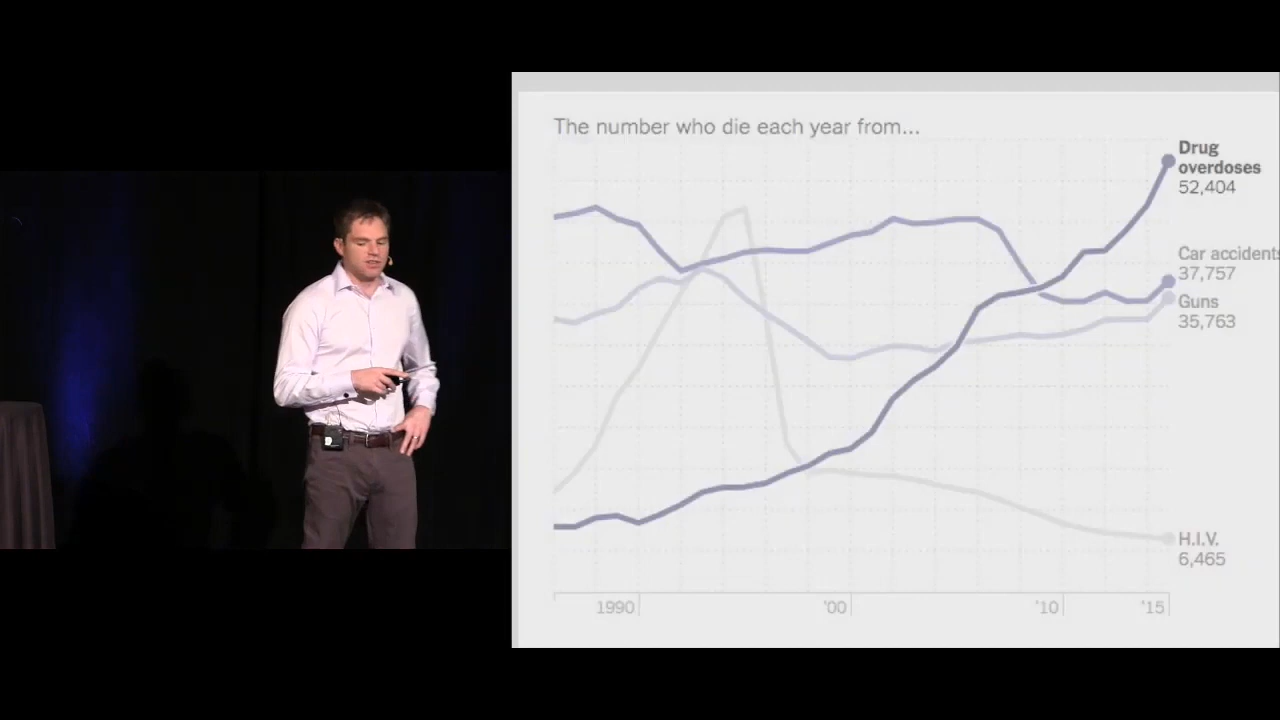 The number who die each year from...
Drug
overdoses
52,404
Car accidents
37,757
Guns
35,763
H.I.V.
6,465
1990
'00
'10
'15